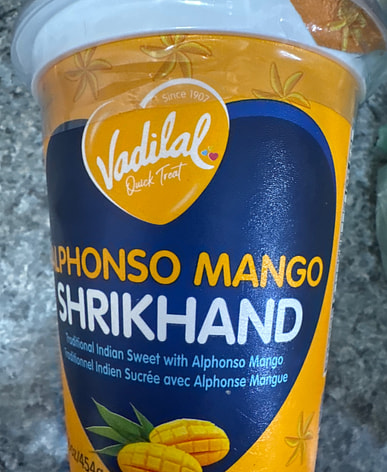 Since 1907
Vadilal
Quick Treat
ALPHONSO MANGO
SHRIKHAND
Traditional Indian Sweet with Alphonso Mango
Traditionnel Indien Sucrée avec Alphonse Mangue
/454g